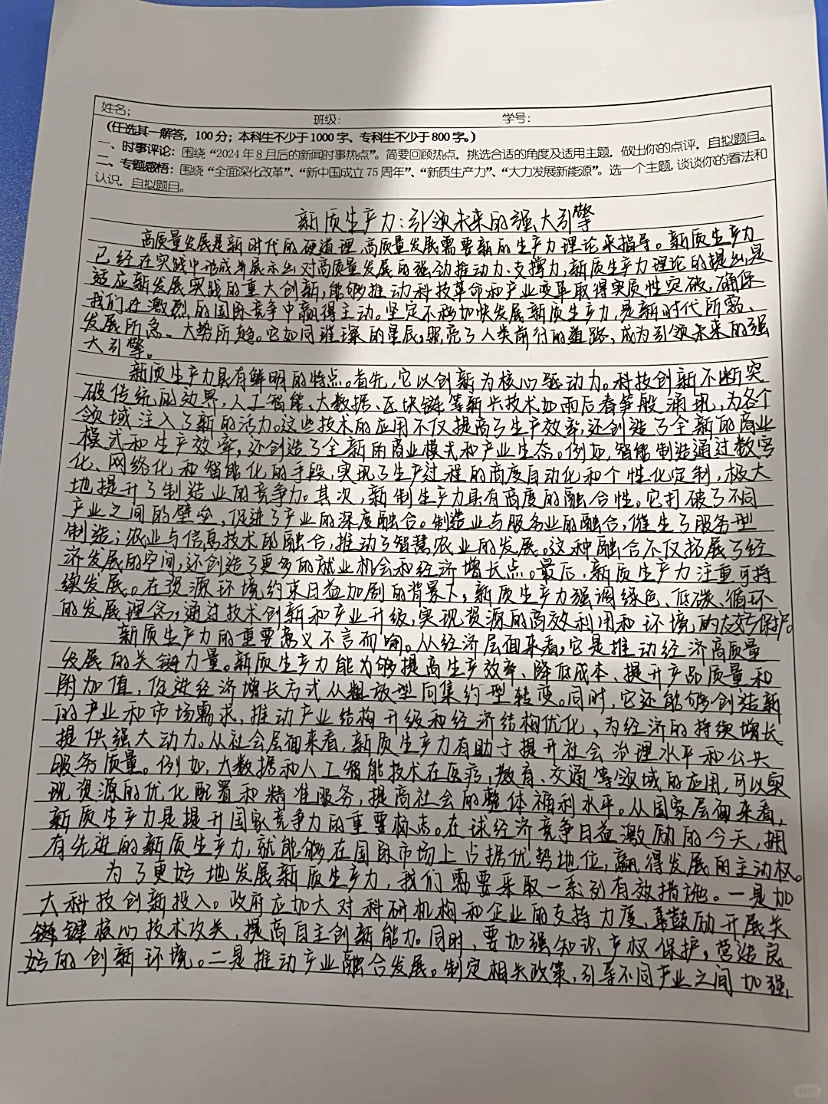 姓名：
班级：
学号：
(任选其一解答，100分；本科生不少于1000字、专科生不少于800字。)
一、时事评论：围绕“2024年8月后的新闻时事热点”。简要回顾热点，挑选合适的角度及适用主题，做出你的点评，自拟题目。
二、专题感悟：围绕“全面深化改革”、“新中国成立75周年”、“新质生产力”、“大力发展新能源”。选一个主题，谈谈你的看法和
认识，自拟题目。
新质生产力：引领未来的强大引擎
高质量发展是新时代的硬道理，高质量发展需要新的生产力理论来指导。新质生产力
已经在实践中形成并展示出对高质量发展的强劲推动力、支撑力，新质生产力理论的提出是
适应新发展实践的重大创新，能够推动科技革命和产业变革取得实质性突破，确保
我们在激烈的国际竞争中赢得主动。坚定不移加快发展新质生产力，是新时代所需、
发展所急、大势所趋。它如同璀璨的星辰，照亮了人类前行的道路，成为引领未来的强
大引擎。
新质生产力具有鲜明的特点。首先，它以创新为核心驱动力。科技创新不断突
破传统的边界，人工智能、大数据、区块链等新兴技术如雨后春笋般涌现，为各个
领域注入了新的活力。这些技术的应用不仅提高了生产效率，还创造了全新的商业
模式和生产效率，还创造了全新的商业模式和产业生态。例如，智能制造通过数字
化、网络化和智能化的手段，实现了生产过程的高度自动化和个性化定制，极大
地提升了制造业的竞争力。其次，新制生产力具有高度的融合性。它打破了不同
产业之间的壁垒，促进了产业的深度融合。制造业与服务业的融合，催生了服务型
制造；农业与信息技术的融合，推动了智慧农业的发展。这种融合不仅拓展了经
济发展的空间，还创造了更多的就业机会和经济增长点。最后，新质生产力注重可持
续发展。在资源环境约束日益加剧的背景下，新质生产力强调绿色、低碳、循环
的发展理念，通过技术创新和产业升级，实现资源的高效利用和环境的友好保护。
新质生产力的重要意义不言而喻。从经济层面来看，它是推动经济高质量
发展的关键力量。新质生产力能够提高生产效率、降低成本、提升产品质量和
附加值，促进经济增长方式从粗放型向集约型转变。同时，它还能够创造新
的产业和市场需求，推动产业结构升级和经济结构优化，为经济的持续增长
提供强大动力。从社会层面来看，新质生产力有助于提升社会治理水平和公共
服务质量。例如，大数据和人工智能技术在医疗、教育、交通等领域的应用，可以实
现资源的优化配置和精准服务，提高社会的整体福利水平。从国家层面来看，
新质生产力是提升国家竞争力的重要标志。在球经济竞争日益激励的今天，拥
有先进的新质生产力，就能够在国际市场上占据优势地位，赢得发展的主动权。
为了更好地发展新质生产力，我们需要采取一系列有效措施。一是加
大科技创新投入。政府应加大对科研机构和企业的支持力度，鼓励开展关
键核心技术攻关，提高自主创新能力。同时，要加强知识产权保护，营造良
好的创新环境。二是推动产业融合发展。制定相关政策，引导不同产业之间加强